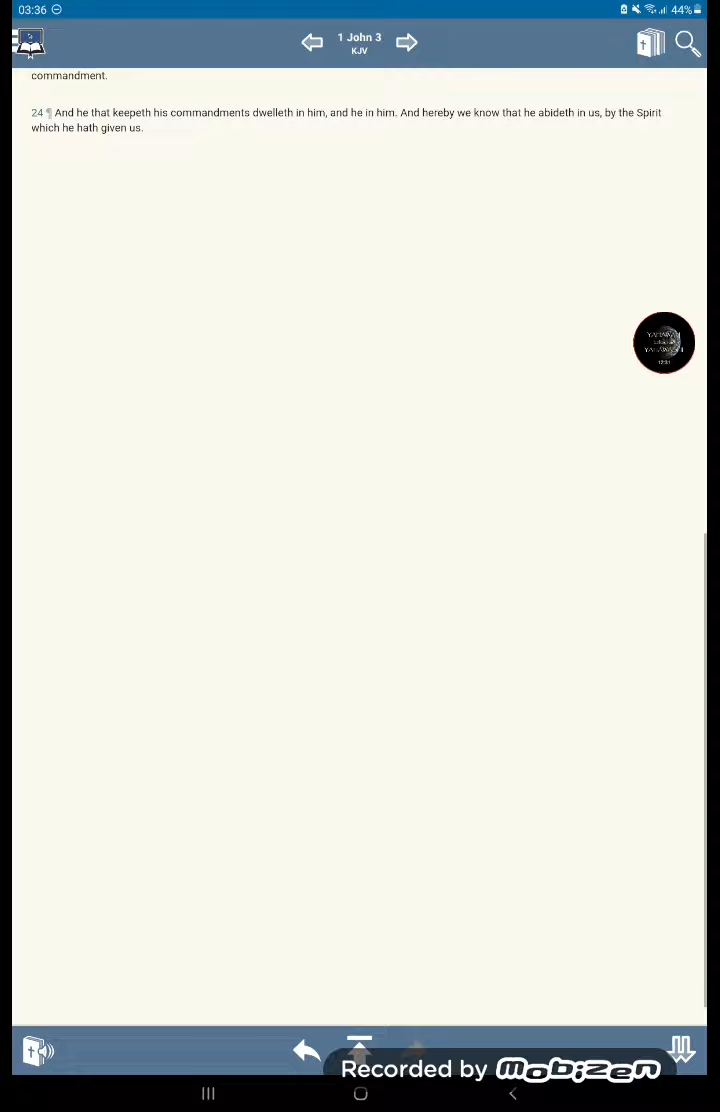 03:36
44%
1 John 3
KJV
commandment.
24 ¶ And he that keepeth his commandments dwelleth in him, and he in him. And hereby we know that he abideth in us, by the Spirit
which he hath given us.
12:31
Recorded by mobizen